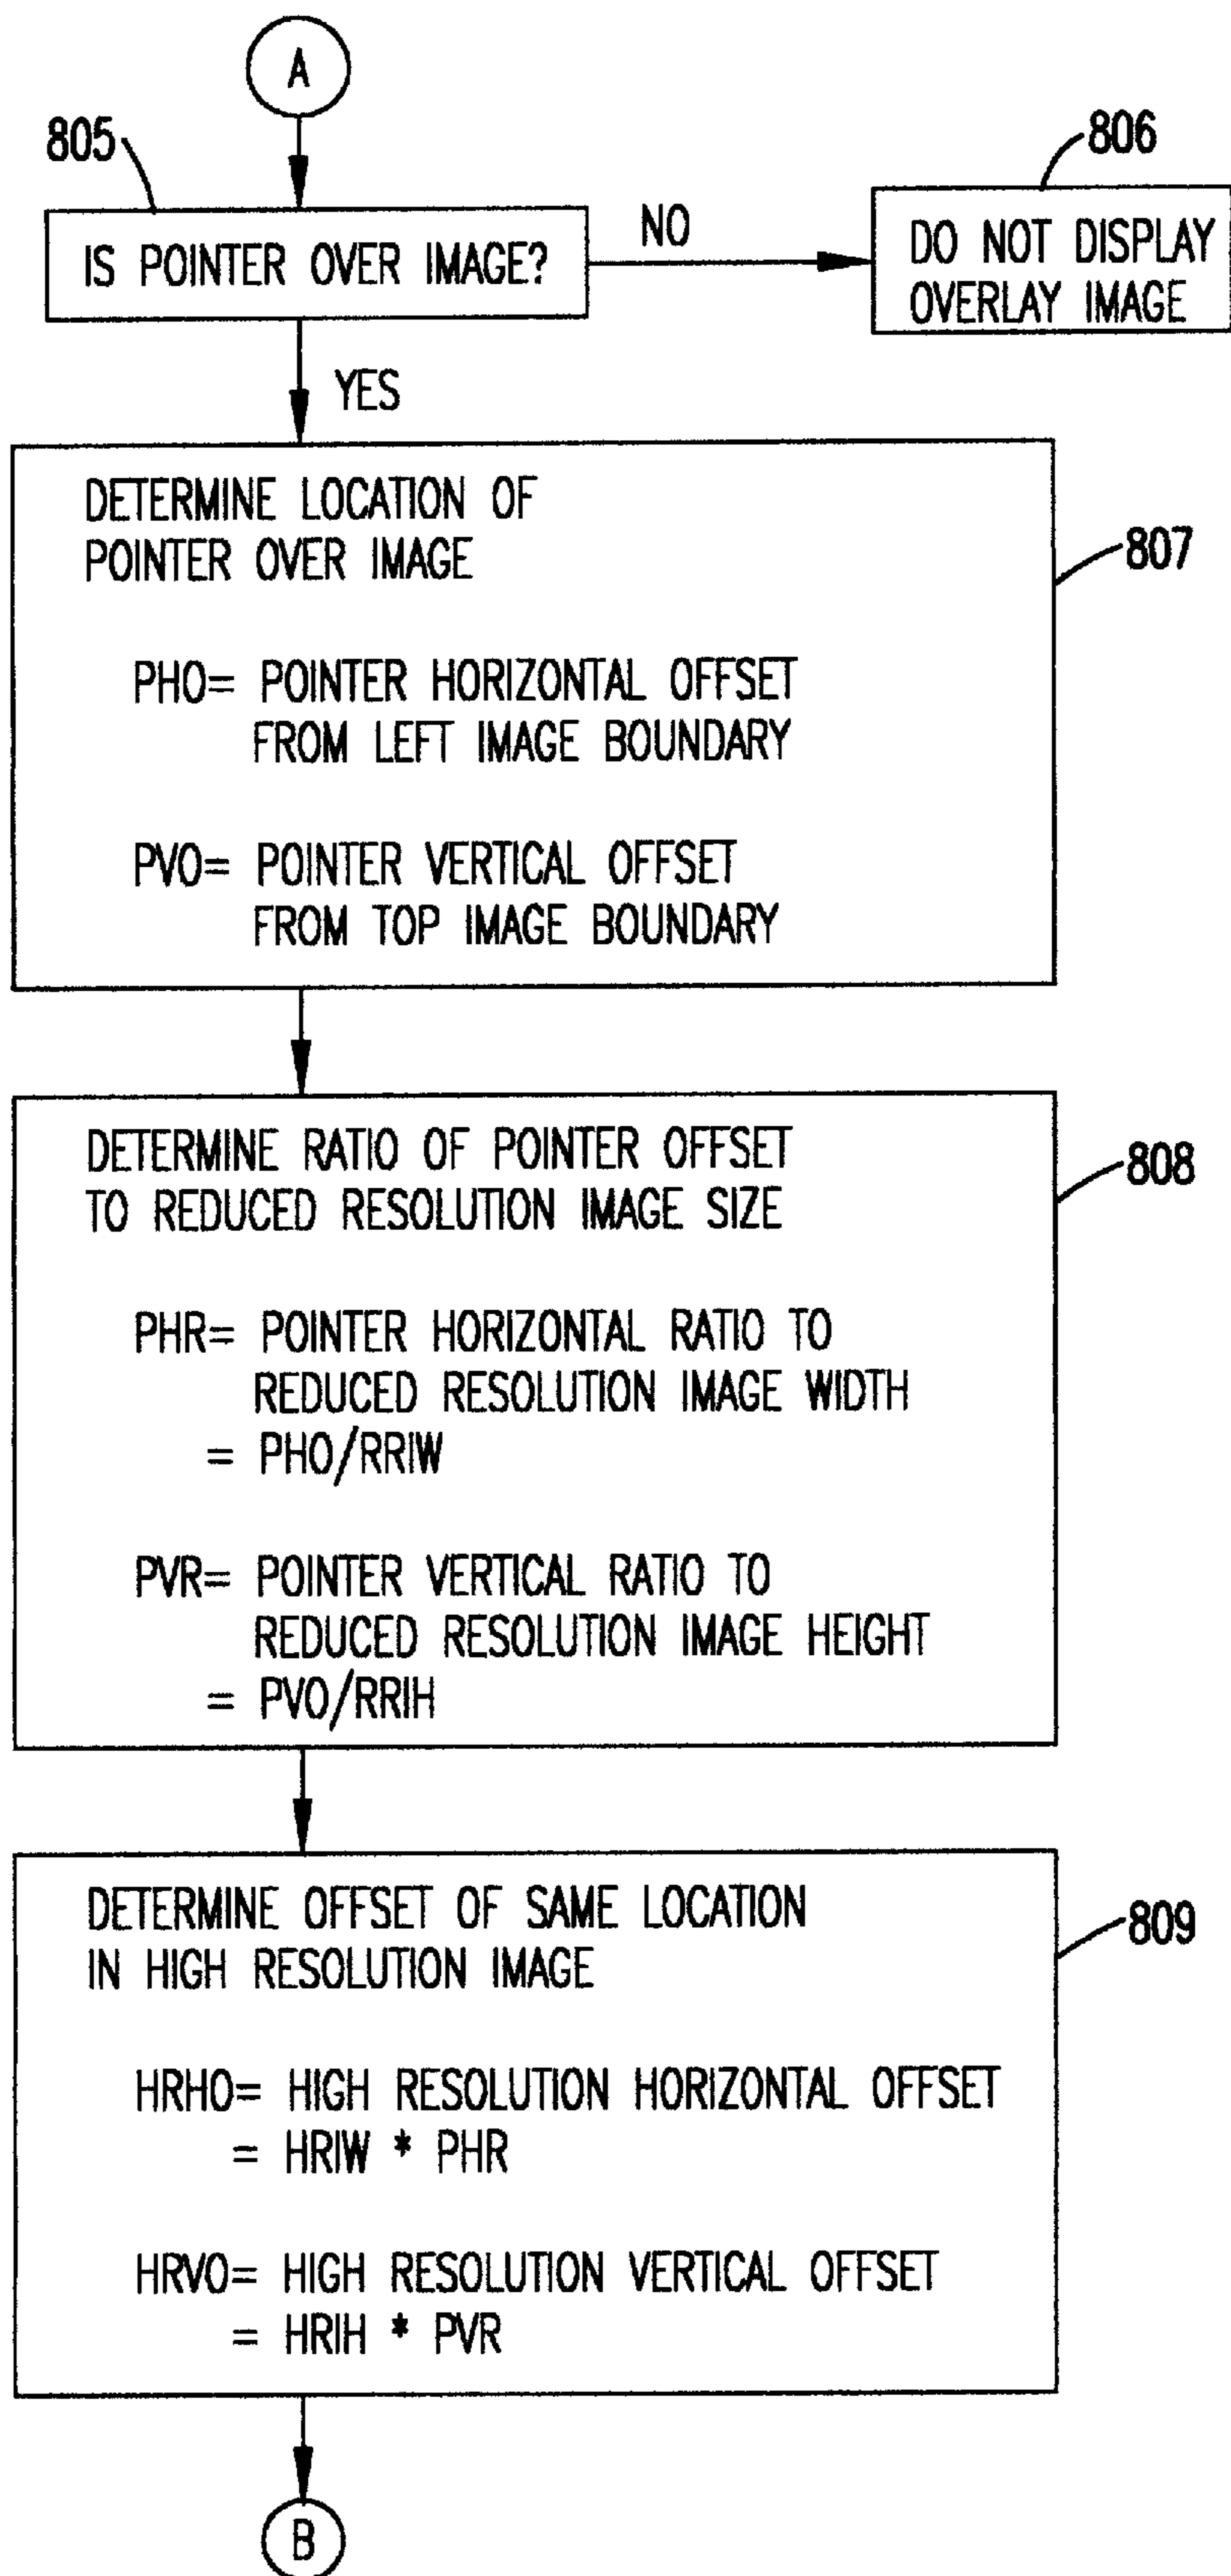 A
805
806
IS POINTER OVER IMAGE?
NO
DO NOT DISPLAY
OVERLAY IMAGE
YES
DETERMINE LOCATION OF
POINTER OVER IMAGE
807
PHO= POINTER HORIZONTAL OFFSET
FROM LEFT IMAGE BOUNDARY
PVO= POINTER VERTICAL OFFSET
FROM TOP IMAGE BOUNDARY
DETERMINE RATIO OF POINTER OFFSET
TO REDUCED RESOLUTION IMAGE SIZE
808
PHR= POINTER HORIZONTAL RATIO TO
REDUCED RESOLUTION IMAGE WIDTH
= PHO/RRIW
PVR= POINTER VERTICAL RATIO TO
REDUCED RESOLUTION IMAGE HEIGHT
= PVO/RRIH
DETERMINE OFFSET OF SAME LOCATION
IN HIGH RESOLUTION IMAGE
809
HRHO= HIGH RESOLUTION HORIZONTAL OFFSET
= HRIW * PHR
HRVO= HIGH RESOLUTION VERTICAL OFFSET
= HRIH * PVR
B